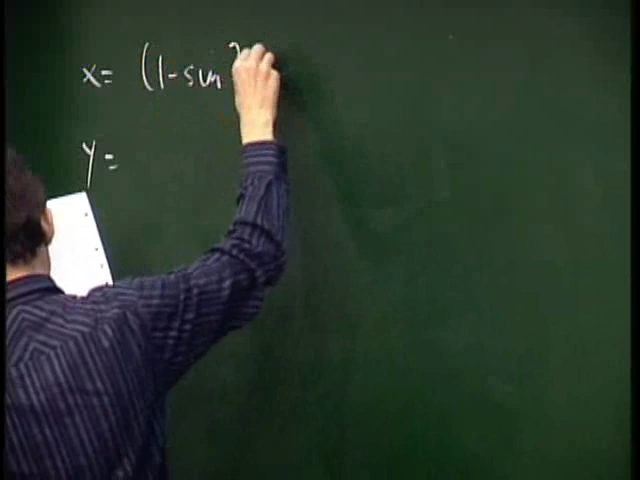 x= (1-sin
y=